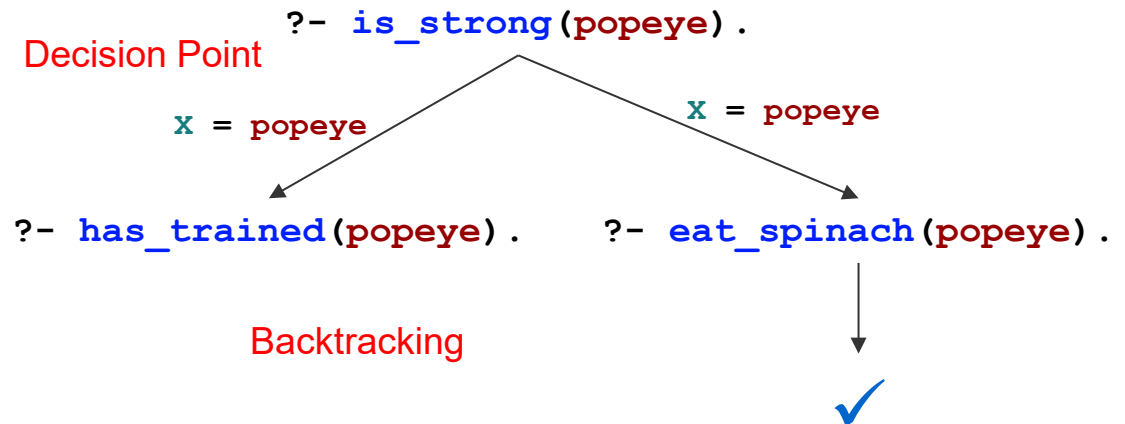 ?- is_strong(popeye).
Decision Point
X = popeye
X = popeye
?- has_trained(popeye).
?- eat_spinach(popeye).
Backtracking